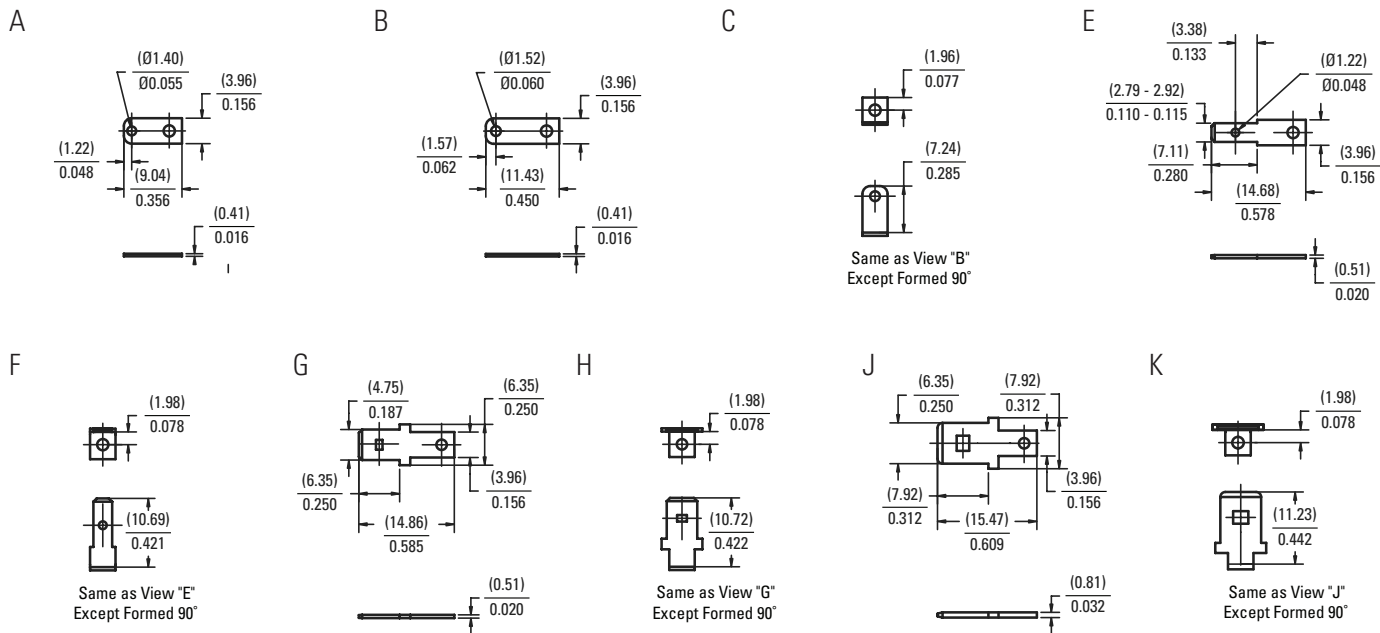 A
(Ø1.40)
Ø0.055
(3.96)
0.156
(1.22)
0.048
(9.04)
0.356
(0.41)
0.016
B
(Ø1.52)
Ø0.060
(3.96)
0.156
(1.57)
0.062
(11.43)
0.450
(0.41)
0.016
C
(1.96)
0.077
(7.24)
0.285
Same as View "B"
Except Formed 90°
E
(3.38)
0.133
(Ø1.22)
Ø0.048
(2.79 - 2.92)
0.110 - 0.115
(7.11)
0.280
(3.96)
0.156
(14.68)
0.578
(0.51)
0.020
F
(1.98)
0.078
(10.69)
0.421
Same as View "E"
Except Formed 90°
G
(4.75)
0.187
(6.35)
0.250
(6.35)
0.250
(3.96)
0.156
(14.86)
0.585
(0.51)
0.020
H
(1.98)
0.078
(10.72)
0.422
Same as View "G"
Except Formed 90°
J
(6.35)
0.250
(7.92)
0.312
(7.92)
0.312
(3.96)
0.156
(15.47)
0.609
(0.81)
0.032
K
(1.98)
0.078
(11.23)
0.442
Same as View "J"
Except Formed 90°